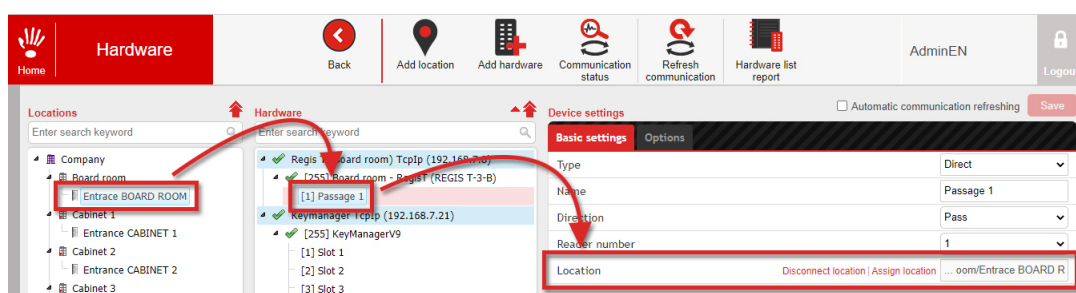 Home
Hardware
Back
Add location
Add hardware
Communication
status
Refresh
communication
Hardware list
report
AdminEN
Logou
Locations
Enter search keyword
Company
Board room
Entrace BOARD ROOM
Cabinet 1
Entrance CABINET 1
Cabinet 2
Entrance CABINET 2
Cabinet 3
Hardware
Enter search keyword
Regis T (Board room) TcpIp (192.168.7.6)
[255] Board room - RegisT (REGIS T-3-B)
[1] Passage 1
Keymanager TcpIp (192.168.7.21)
[255] KeyManagerV9
[1] Slot 1
[2] Slot 2
[3] Slot 3
Device settings
Automatic communication refreshing
Save
Basic settings Options
Type Direct
Name Passage 1
Direction Pass
Reader number 1
Location Disconnect location | Assign location ... oom/Entrace BOARD R